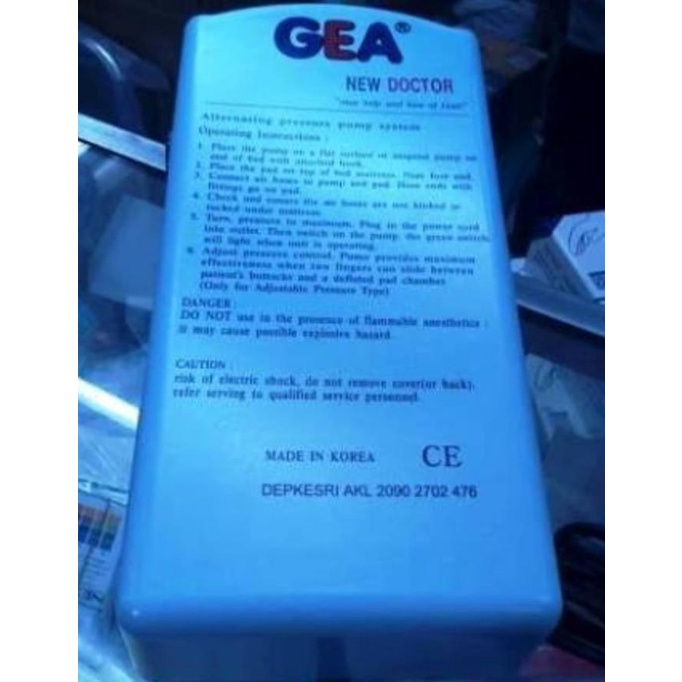 GEA®
NEW DOCTOR
Alternating pressure pump system
Operating Instructions :
1. Place the pump on a flat surface or suspend pump on
end of bed with attached hook.
2. Place the pad on top of bed mattress. Hose foot end.
3. Connect air hoses to pump and pad. Hose ends with
fittings go on pad.
4. Check and ensure the air hoses are not kinked or
tucked under mattress.
5. Turn, pressure to maximum. Plug in the power cord
into outlet. Then switch on the pump, the green switch
will light when unit is operating.
6. Adjust pressure control. Pump provides maximum
effectiveness when two fingers can slide between
patient's buttocks and a deflated pad chamber
(Only for Adjustable Pressure Type)
DANGER :
DO NOT use in the presence of flammable anesthetics :
it may cause possible explosive hazard.
CAUTION :
risk of electric shock, do not remove cover(or back).
refer serving to qualified service personnel.
MADE IN KOREA CE
DEPKESRI AKL 2090 2702 476